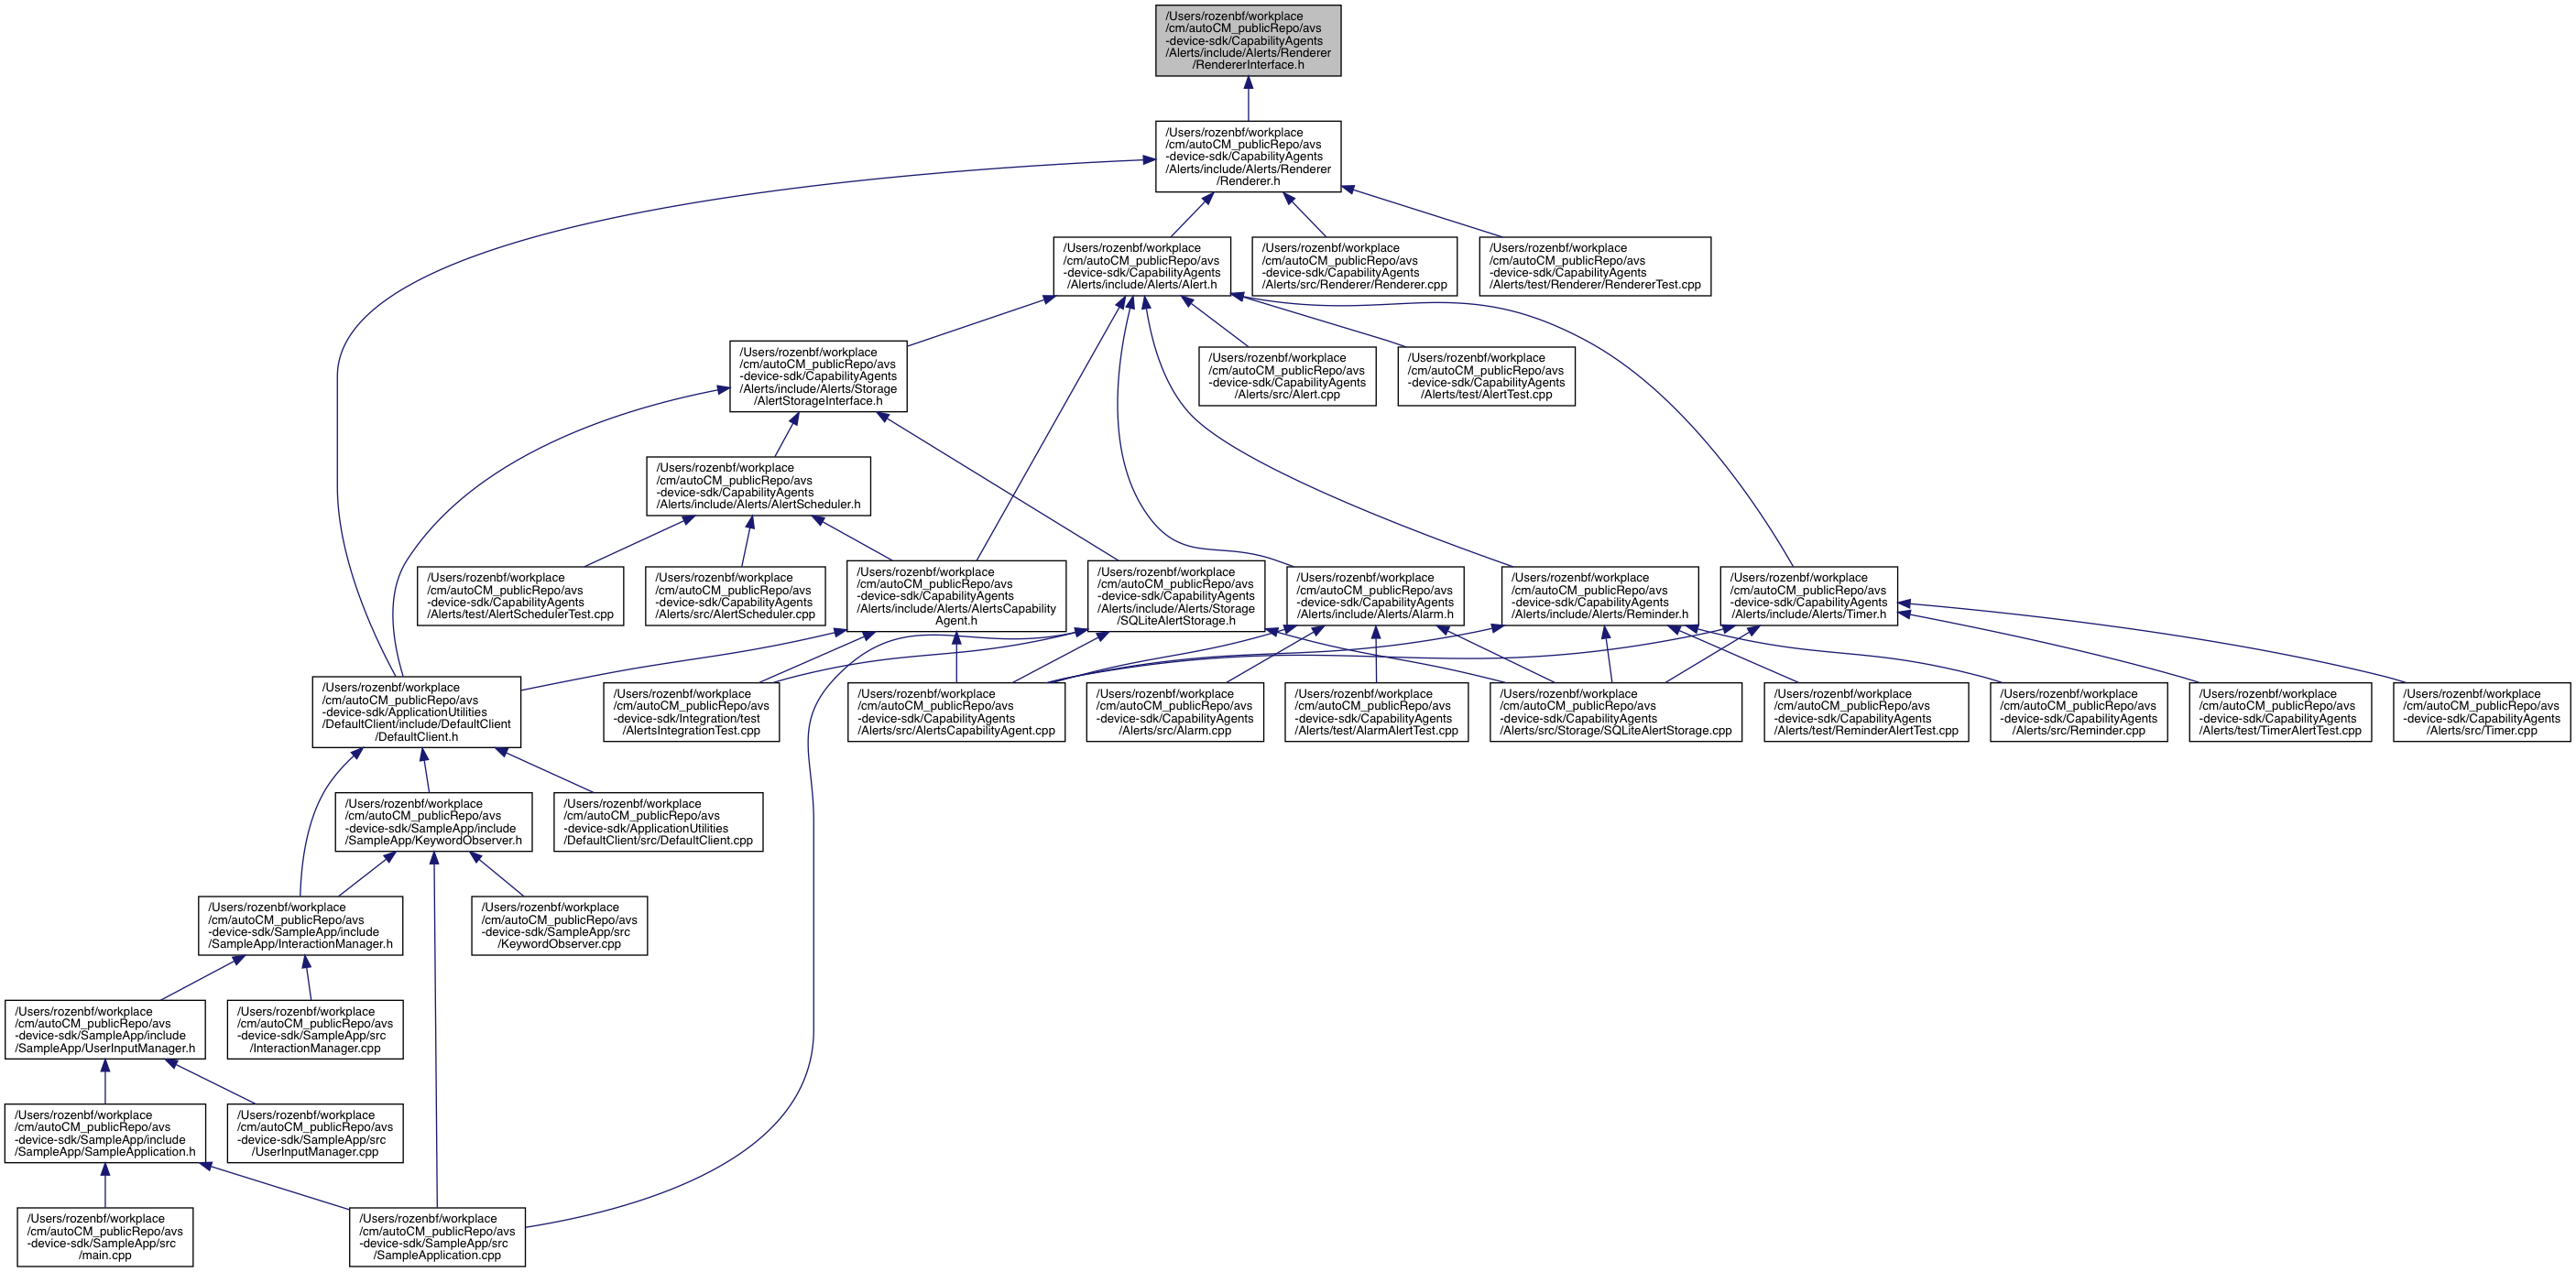 /Users/rozenbf/workplace
/cm/autoCM_publicRepo/avs
-device-sdk/CapabilityAgents
/Alerts/include/Alerts/Renderer
/RendererInterface.h
/Users/rozenbf/workplace
/cm/autoCM_publicRepo/avs
-device-sdk/CapabilityAgents
/Alerts/include/Alerts/Renderer
/Renderer.h
/Users/rozenbf/workplace
/cm/autoCM_publicRepo/avs
-device-sdk/CapabilityAgents
/Alerts/include/Alerts/Alert.h
/Users/rozenbf/workplace
/cm/autoCM_publicRepo/avs
-device-sdk/CapabilityAgents
/Alerts/src/Renderer/Renderer.cpp
/Users/rozenbf/workplace
/cm/autoCM_publicRepo/avs
-device-sdk/CapabilityAgents
/Alerts/test/Renderer/RendererTest.cpp
/Users/rozenbf/workplace
/cm/autoCM_publicRepo/avs
-device-sdk/CapabilityAgents
/Alerts/include/Alerts/Storage
/AlertStorageInterface.h
/Users/rozenbf/workplace
/cm/autoCM_publicRepo/avs
-device-sdk/CapabilityAgents
/Alerts/src/Alert.cpp
/Users/rozenbf/workplace
/cm/autoCM_publicRepo/avs
-device-sdk/CapabilityAgents
/Alerts/test/AlertTest.cpp
/Users/rozenbf/workplace
/cm/autoCM_publicRepo/avs
-device-sdk/CapabilityAgents
/Alerts/include/Alerts/AlertScheduler.h
/Users/rozenbf/workplace
/cm/autoCM_publicRepo/avs
-device-sdk/CapabilityAgents
/Alerts/test/AlertSchedulerTest.cpp
/Users/rozenbf/workplace
/cm/autoCM_publicRepo/avs
-device-sdk/CapabilityAgents
/Alerts/src/AlertScheduler.cpp
/Users/rozenbf/workplace
/cm/autoCM_publicRepo/avs
-device-sdk/CapabilityAgents
/Alerts/include/Alerts/AlertsCapability
Agent.h
/Users/rozenbf/workplace
/cm/autoCM_publicRepo/avs
-device-sdk/CapabilityAgents
/Alerts/include/Alerts/Storage
/SQLiteAlertStorage.h
/Users/rozenbf/workplace
/cm/autoCM_publicRepo/avs
-device-sdk/CapabilityAgents
/Alerts/include/Alerts/Alarm.h
/Users/rozenbf/workplace
/cm/autoCM_publicRepo/avs
-device-sdk/CapabilityAgents
/Alerts/include/Alerts/Reminder.h
/Users/rozenbf/workplace
/cm/autoCM_publicRepo/avs
-device-sdk/CapabilityAgents
/Alerts/include/Alerts/Timer.h
/Users/rozenbf/workplace
/cm/autoCM_publicRepo/avs
-device-sdk/ApplicationUtilities
/DefaultClient/include/DefaultClient
/DefaultClient.h
/Users/rozenbf/workplace
/cm/autoCM_publicRepo/avs
-device-sdk/Integration/test
/AlertsIntegrationTest.cpp
/Users/rozenbf/workplace
/cm/autoCM_publicRepo/avs
-device-sdk/CapabilityAgents
/Alerts/src/AlertsCapabilityAgent.cpp
/Users/rozenbf/workplace
/cm/autoCM_publicRepo/avs
-device-sdk/CapabilityAgents
/Alerts/src/Alarm.cpp
/Users/rozenbf/workplace
/cm/autoCM_publicRepo/avs
-device-sdk/CapabilityAgents
/Alerts/test/AlarmAlertTest.cpp
/Users/rozenbf/workplace
/cm/autoCM_publicRepo/avs
-device-sdk/CapabilityAgents
/Alerts/src/Storage/SQLiteAlertStorage.cpp
/Users/rozenbf/workplace
/cm/autoCM_publicRepo/avs
-device-sdk/CapabilityAgents
/Alerts/test/ReminderAlertTest.cpp
/Users/rozenbf/workplace
/cm/autoCM_publicRepo/avs
-device-sdk/CapabilityAgents
/Alerts/src/Reminder.cpp
/Users/rozenbf/workplace
/cm/autoCM_publicRepo/avs
-device-sdk/CapabilityAgents
/Alerts/test/TimerAlertTest.cpp
/Users/rozenbf/workplace
/cm/autoCM_publicRepo/avs
-device-sdk/CapabilityAgents
/Alerts/src/Timer.cpp
/Users/rozenbf/workplace
/cm/autoCM_publicRepo/avs
-device-sdk/SampleApp/include
/SampleApp/KeywordObserver.h
/Users/rozenbf/workplace
/cm/autoCM_publicRepo/avs
-device-sdk/ApplicationUtilities
/DefaultClient/src/DefaultClient.cpp
/Users/rozenbf/workplace
/cm/autoCM_publicRepo/avs
-device-sdk/SampleApp/include
/SampleApp/InteractionManager.h
/Users/rozenbf/workplace
/cm/autoCM_publicRepo/avs
-device-sdk/SampleApp/src
/KeywordObserver.cpp
/Users/rozenbf/workplace
/cm/autoCM_publicRepo/avs
-device-sdk/SampleApp/include
/SampleApp/UserInputManager.h
/Users/rozenbf/workplace
/cm/autoCM_publicRepo/avs
-device-sdk/SampleApp/src
/InteractionManager.cpp
/Users/rozenbf/workplace
/cm/autoCM_publicRepo/avs
-device-sdk/SampleApp/include
/SampleApp/SampleApplication.h
/Users/rozenbf/workplace
/cm/autoCM_publicRepo/avs
-device-sdk/SampleApp/src
/UserInputManager.cpp
/Users/rozenbf/workplace
/cm/autoCM_publicRepo/avs
-device-sdk/SampleApp/src
/main.cpp
/Users/rozenbf/workplace
/cm/autoCM_publicRepo/avs
-device-sdk/SampleApp/src
/SampleApplication.cpp